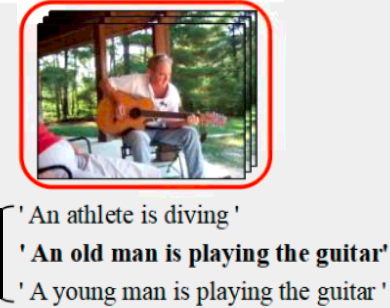 ' An athlete is diving '
' An old man is playing the guitar'
' A young man is playing the guitar '